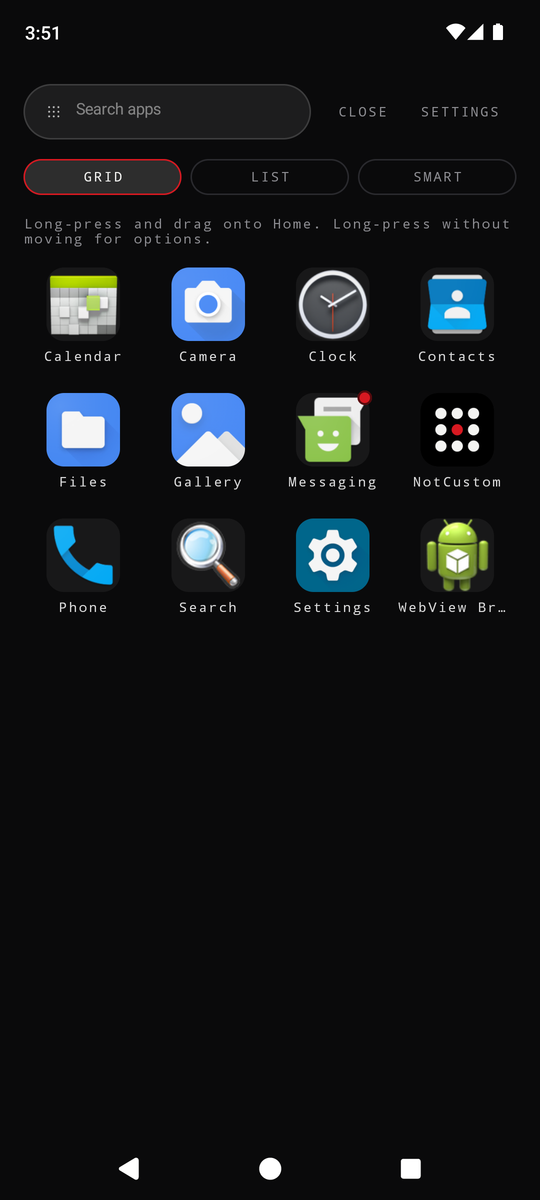 3:51
Search apps
CLOSE
SETTINGS
GRID
LIST
SMART
Long-press and drag onto Home. Long-press without
moving for options.
Calendar
Camera
Clock
Contacts
Files
Gallery
Messaging
NotCustom
Phone
Search
Settings
WebView Br…